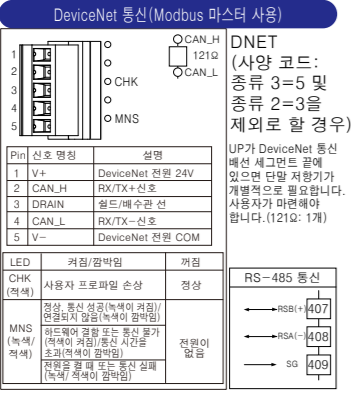 DeviceNet 통신(Modbus 마스터 사용)
1
2
3
4
5
CHK
MNS
CAN_H
121Ω
CAN_L
DNET
(사양 코드:
종류 3=5 및
종류 2=3을
제외로 할 경우)
UP가 DeviceNet 통신
배선 세그먼트 끝에
있으면 단말 저항기가
개별적으로 필요합니다.
사용자가 마련해야
합니다.(121Ω: 1개)
Pin 신호 명칭 설명
1 V+ DeviceNet 전원 24V
2 CAN_H RX/TX+신호
3 DRAIN 쉴드/배수관 선
4 CAN_L RX/TX-신호
5 V- DeviceNet 전원 COM
LED 켜짐/깜박임 꺼짐
CHK
(적색)
사용자 프로파일 손상 정상
MNS
(녹색/
적색)
정상, 통신 성공(녹색이 켜짐)/
연결되지 않음(녹색이 깜박임)
하드웨어 결함 또는 통신 불가
(적색이 켜짐)/통신 시간을
초과(적색이 깜박임)
전원을 켤 때 또는 통신 실패
(녹색/ 적색이 깜박임)
전원이
없음
RS-485 통신
RSB(+) 407
RSA(-) 408
SG 409